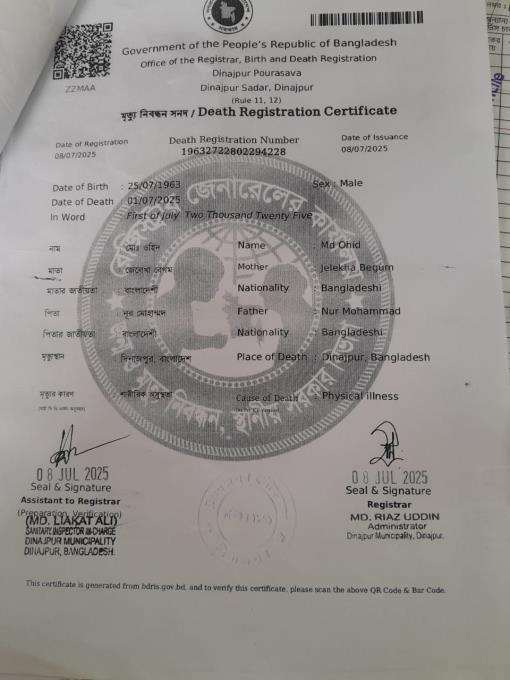 ZZMAA
Government of the People's Republic of Bangladesh
Office of the Registrar, Birth and Death Registration
Dinajpur Pourasava
Dinajpur Sadar, Dinajpur
(Rule 11, 12)
মৃত্যু নিবন্ধন সনদ / Death Registration Certificate
Date of Registration Death Registration Number Date of Issuance
08/07/2025 19632722802294228 08/07/2025
Date of Birth : 25/07/1963 Sex : Male
Date of Death : 01/07/2025
In Word : First of July Two Thousand Twenty Five
নাম : মোঃ ওহিদ Name : Md Ohid
মাতা : জেলেখা বেগম Mother : Jelekha Begum
মাতার জাতীয়তা : বাংলাদেশী Nationality : Bangladeshi
পিতা : নূর মোহাম্মদ Father : Nur Mohammad
পিতার জাতীয়তা : বাংলাদেশী Nationality : Bangladeshi
মৃত্যুস্থান : দিনাজপুর, বাংলাদেশ Place of Death : Dinajpur, Bangladesh
মৃত্যুর কারণ : শারীরিক অসুস্থতা Cause of Death : Physical illness
08 JUL 2025 08 JUL 2025
Seal & Signature Seal & Signature
Assistant to Registrar Registrar
(Preparation, Verification) MD. RIAZ UDDIN
(MD. LIAKAT ALI) Administrator
SANITARY INSPECTOR IN-CHARGE Dinajpur Municipality, Dinajpur.
DINAJPUR MUNICIPALITY
DINAJPUR, BANGLADESH.
This certificate is generated from bdris.gov.bd, and to verify this certificate, please scan the above QR Code & Bar Code.